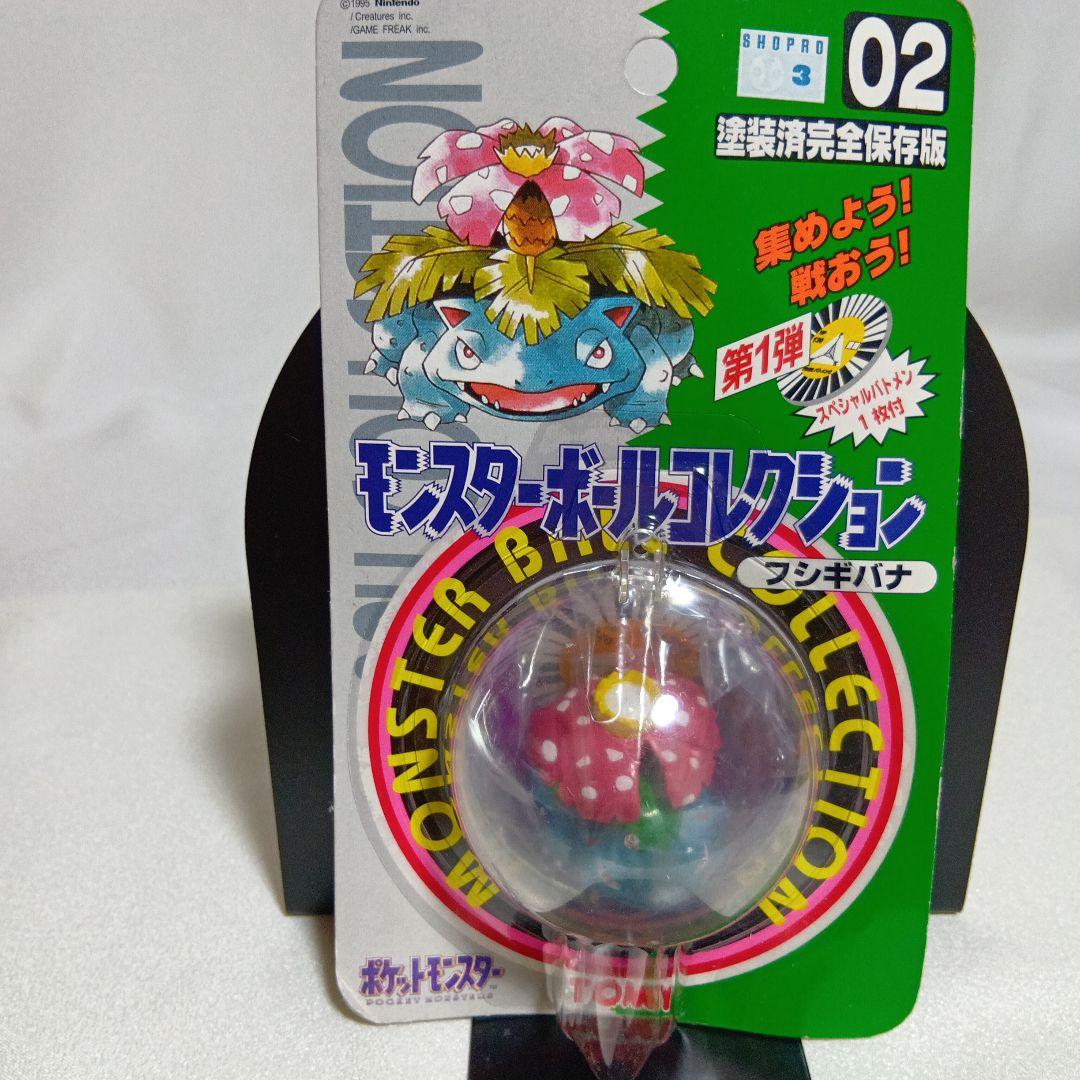 ©1995 Nintendo
/ Creatures inc.
/GAME FREAK inc.
SHOPRO
3
02
塗装済完全保存版
集めよう!
戦おう!
第1弾
スペシャルバトメン
1枚付
モンスターボールコレクション
フシギバナ
MONSTER BALL COLLECTION
ポケットモンスター
POCKET MONSTERS
TOMY